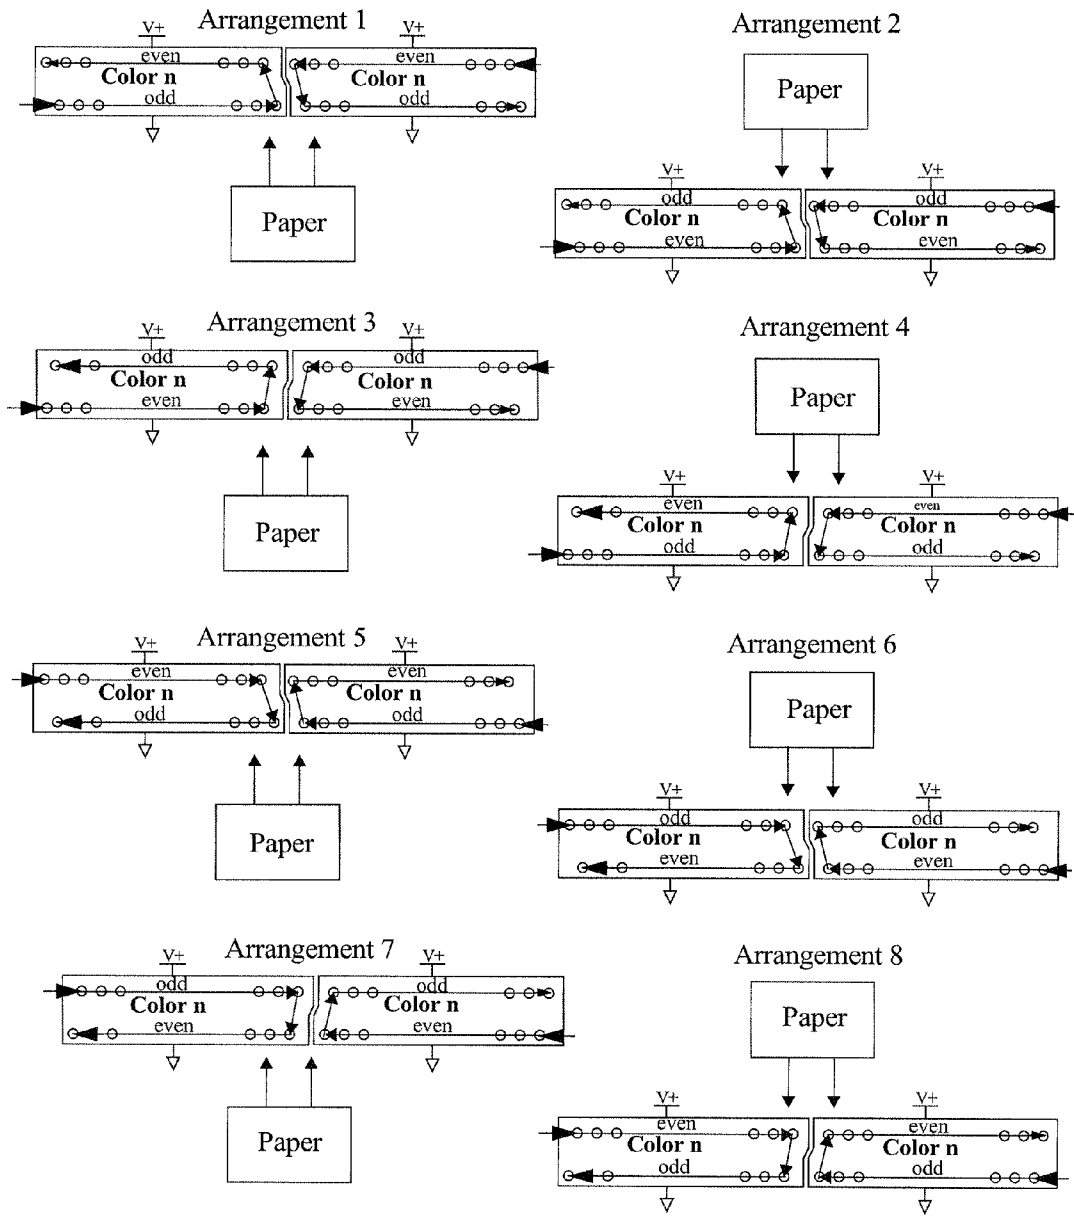 Arrangement 1
V+
V+
even
even
Color n
Color n
odd
odd
Paper
Arrangement 2
Paper
V+
V+
odd
odd
Color n
Color n
even
even
Arrangement 3
V+
V+
odd
odd
Color n
Color n
even
even
Paper
Arrangement 4
Paper
V+
V+
even
even
Color n
Color n
odd
odd
Arrangement 5
V+
V+
even
even
Color n
Color n
odd
odd
Paper
Arrangement 6
Paper
V+
V+
odd
odd
Color n
Color n
even
even
Arrangement 7
V+
V+
odd
odd
Color n
Color n
even
even
Paper
Arrangement 8
Paper
V+
V+
even
even
Color n
Color n
odd
odd